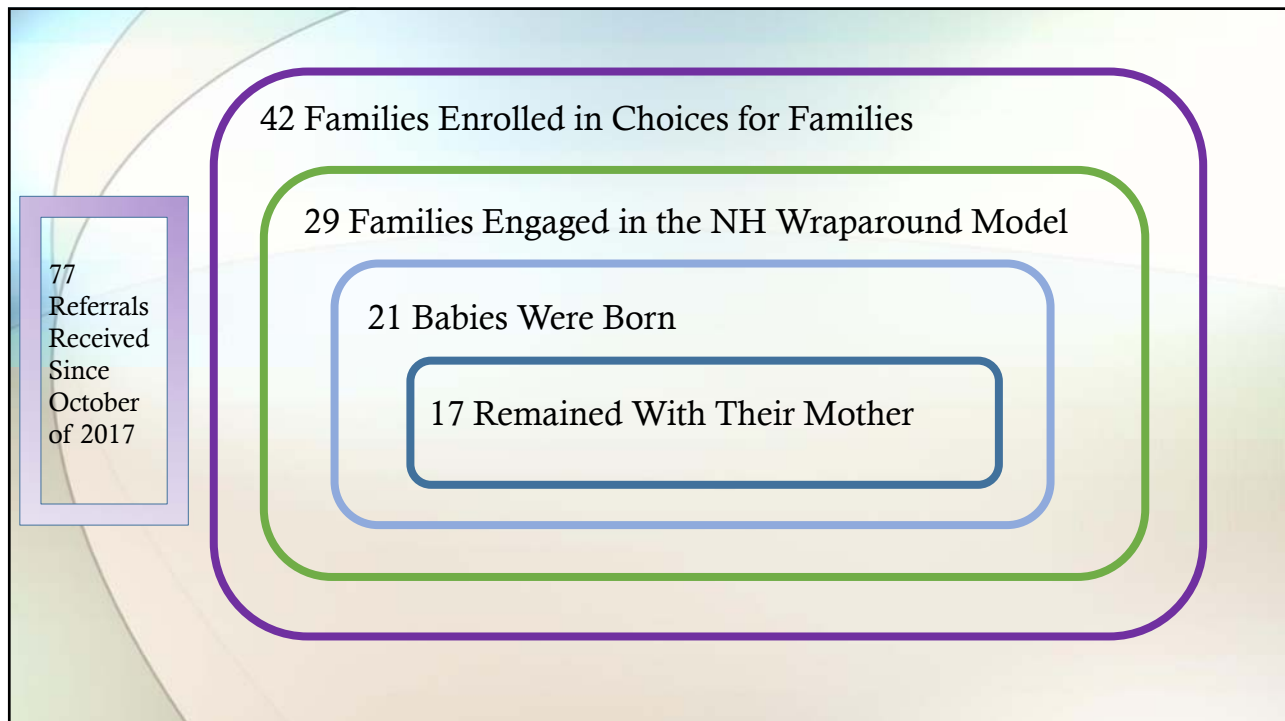 77
Referrals
Received
Since
October
of 2017
42 Families Enrolled in Choices for Families
29 Families Engaged in the NH Wraparound Model
21 Babies Were Born
17 Remained With Their Mother